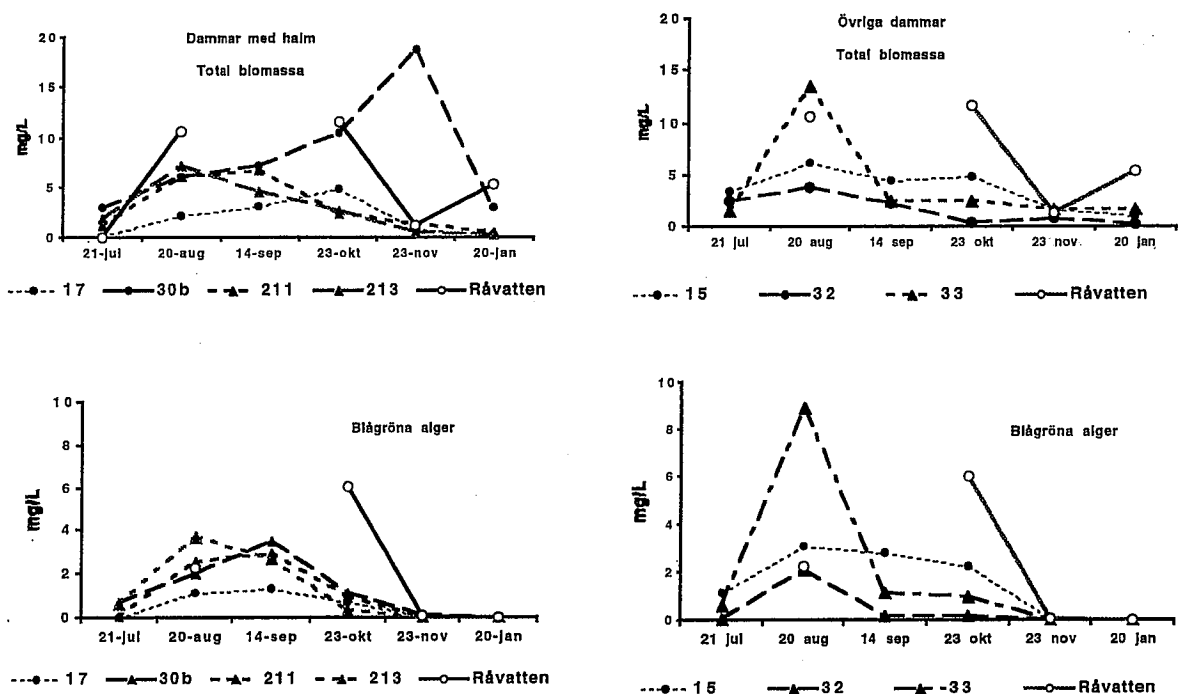 Dammar med halm
Total biomassa
mg/L
20
15
10
5
0
21-jul 20-aug 14-sep 23-okt 23-nov 20-jan
17 30b 211 213 Råvatten
Övriga dammar
Total biomassa
mg/L
20
15
10
5
0
21 jul 20 aug 14 sep 23 okt 23 nov 20 jan
15 32 33 Råvatten
Blågröna alger
mg/L
10
8
6
4
2
0
21-jul 20-aug 14-sep 23-okt 23-nov 20-jan
17 30b 211 213 Råvatten
Blågröna alger
mg/L
10
8
6
4
2
0
21 jul 20 aug 14 sep 23 okt 23 nov 20 jan
15 32 33 Råvatten